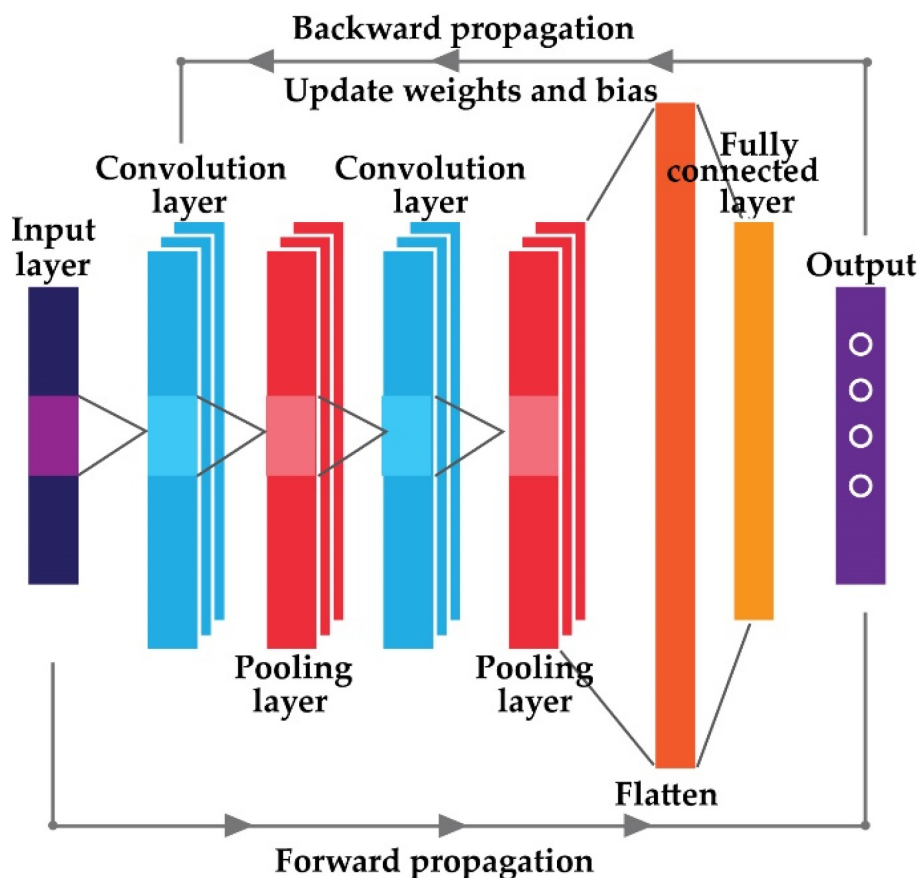 Backward propagation
Update weights and bias
Convolution
layer
Convolution
layer
Fully
connected
layer
Input
layer
Output
Pooling
layer
Pooling
layer
Flatten
Forward propagation